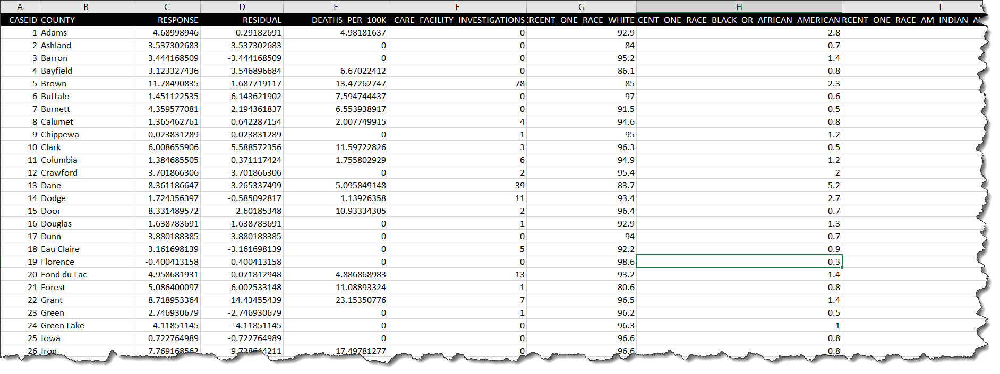 A B C D E F G H I
CASEID COUNTY RESPONSE RESIDUAL DEATHS_PER_100K CARE_FACILITY_INVESTIGATIONS ERCENT_ONE_RACE_WHITE CENT_ONE_RACE_BLACK_OR_AFRICAN_AMERICAN RCENT_ONE_RACE_AM_INDIAN_A
1 Adams 4.68998946 0.29182691 4.98181637 0 92.9 2.8
2 Ashland 3.537302683 -3.537302683 0 0 84 0.7
3 Barron 3.444168509 -3.444168509 0 0 95.2 1.4
4 Bayfield 3.123327436 3.546896684 6.67022412 0 86.1 0.8
5 Brown 11.78490835 1.687719117 13.47262747 78 85 2.3
6 Buffalo 1.451122535 6.143621902 7.594744437 0 97 0.6
7 Burnett 4.359577081 2.194361837 6.553938917 0 91.5 0.5
8 Calumet 1.365462761 0.642287154 2.007749915 4 94.6 0.8
9 Chippewa 0.023831289 -0.023831289 0 1 95 1.2
10 Clark 6.008655906 5.588572356 11.59722826 3 96.3 0.5
11 Columbia 1.384685505 0.371117424 1.755802929 6 94.9 1.2
12 Crawford 3.701866306 -3.701866306 0 2 95.4 2
13 Dane 8.361186647 -3.265337499 5.095849148 39 83.7 5.2
14 Dodge 1.724356397 -0.585092817 1.13926358 11 93.4 2.7
15 Door 8.331489572 2.60185348 10.93334305 2 96.4 0.7
16 Douglas 1.638783691 -1.638783691 0 1 92.9 1.3
17 Dunn 3.880188385 -3.880188385 0 0 94 0.7
18 Eau Claire 3.161698139 -3.161698139 0 5 92.2 0.9
19 Florence -0.400413158 0.400413158 0 0 98.6 0.3
20 Fond du Lac 4.958681931 -0.071812948 4.886868983 13 93.2 1.4
21 Forest 5.086400097 6.002533148 11.08893324 1 80.6 0.8
22 Grant 8.718953364 14.43455439 23.15350776 7 96.5 1.4
23 Green 2.746930679 -2.746930679 0 1 96.2 0.5
24 Green Lake 4.11851145 -4.11851145 0 0 96.3 1
25 Iowa 0.722764989 -0.722764989 0 0 96.6 0.8
26 Iron 7.769168562 9.728644211 17.49781277 0 96.6 0.8